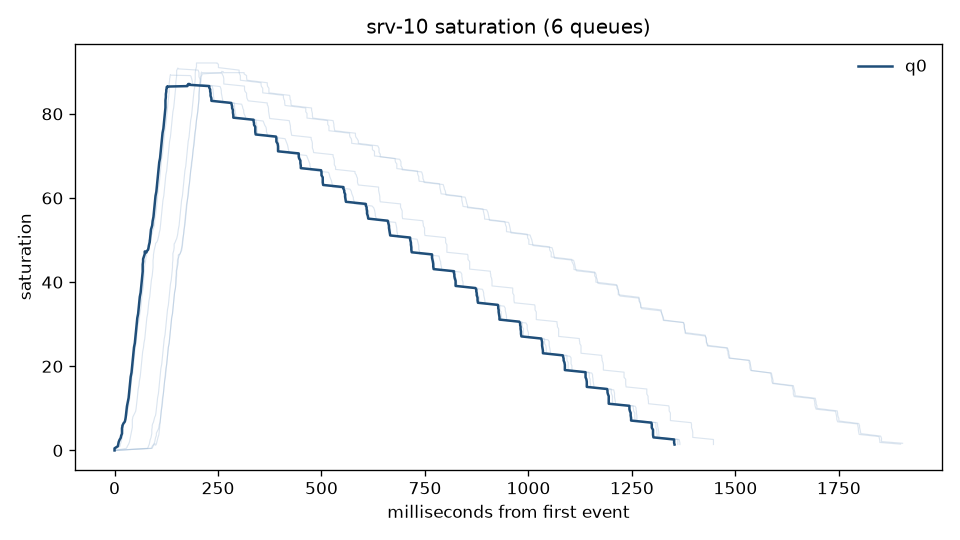 srv-10 saturation (6 queues)
q0
saturation
80
60
40
20
0
0 250 500 750 1000 1250 1500 1750
milliseconds from first event